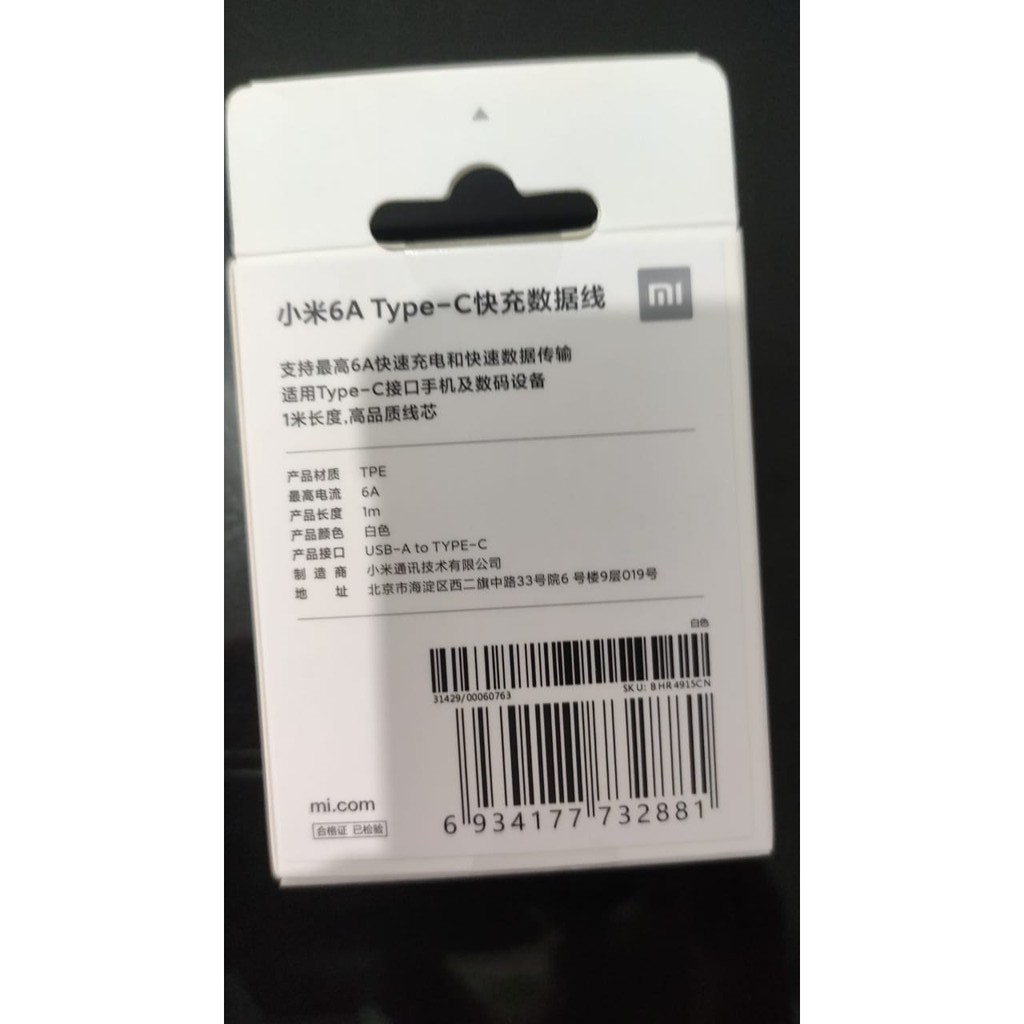 小米6A Type-C快充数据线
mi
支持最高6A快速充电和快速数据传输
适用Type-C接口手机及数码设备
1米长度,高品质线芯
产品材质 TPE
最高电流 6A
产品长度 1m
产品颜色 白色
产品接口 USB-A to TYPE-C
制造商 小米通讯技术有限公司
地址 北京市海淀区西二旗中路33号院6 号楼9层019号
白色
31429/00060763 SKU: BHR4915CN
6 934177 732881
mi.com
合格证 已检验